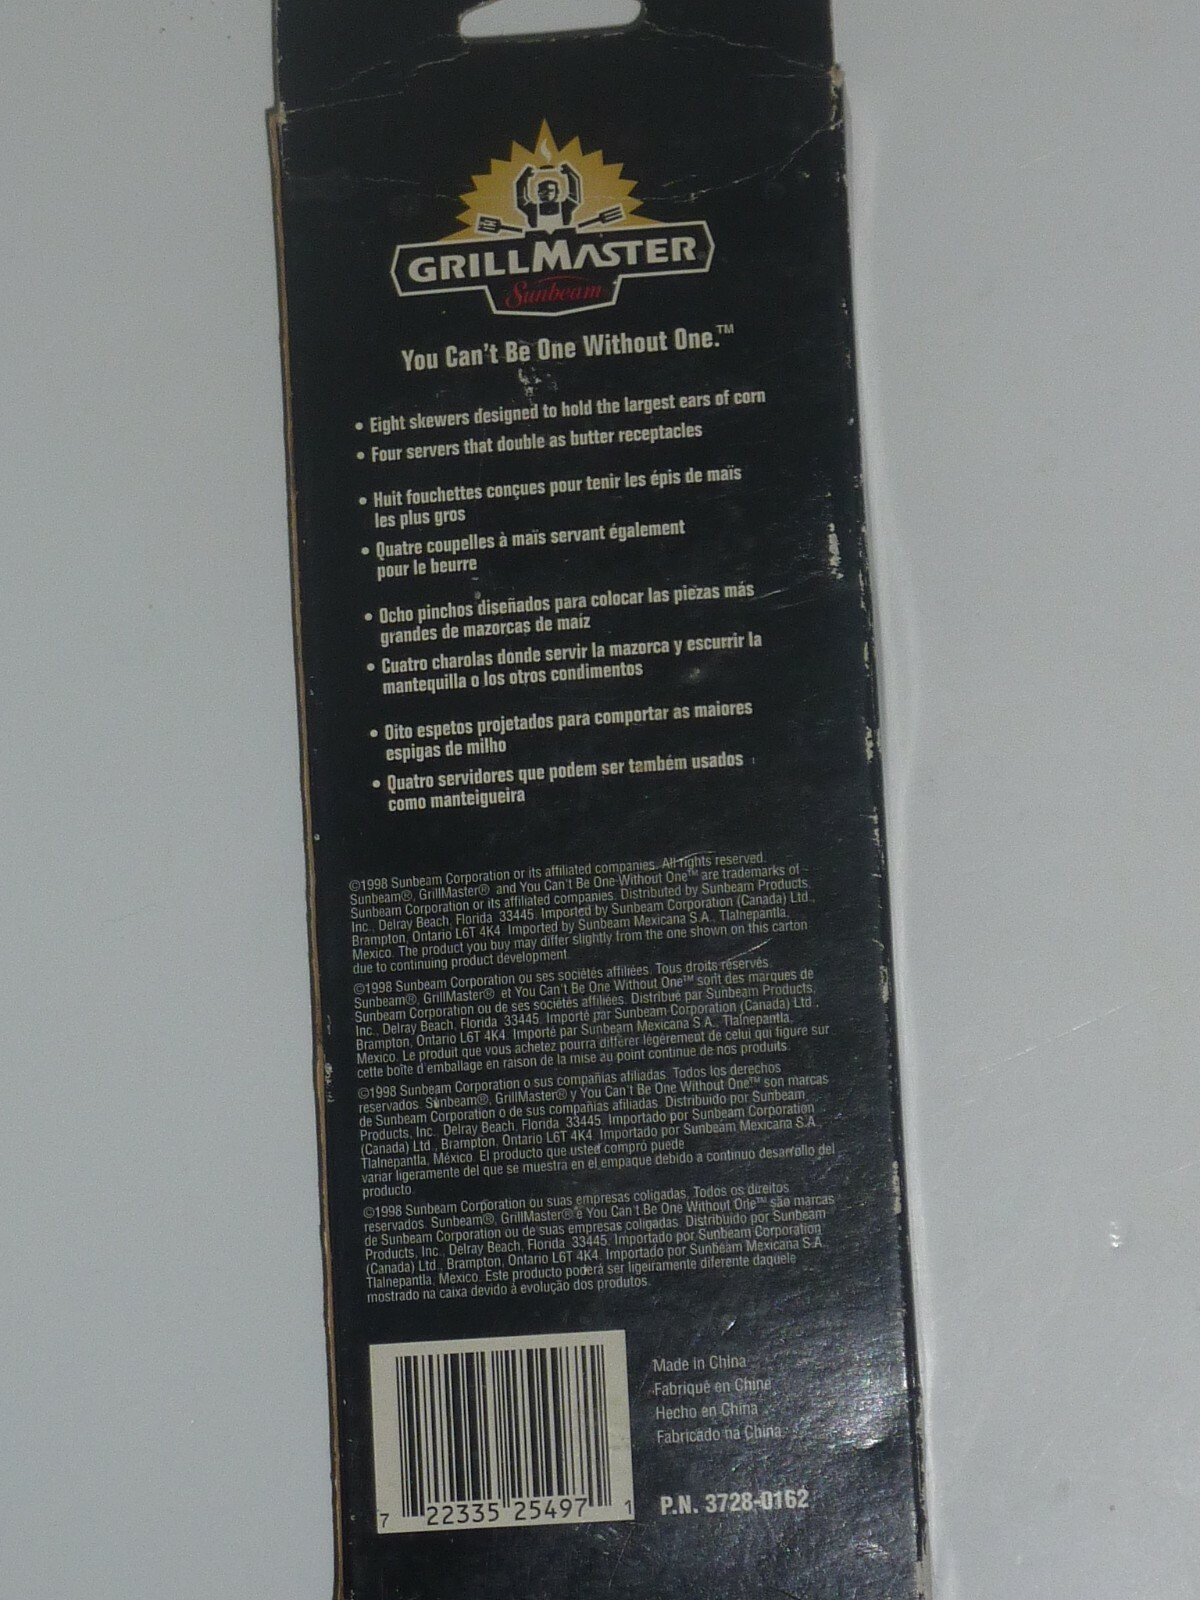 GRILLMASTER
Sunbeam
You Can't Be One Without One.™
• Eight skewers designed to hold the largest ears of corn
• Four servers that double as butter receptacles
• Huit fouchettes conçues pour tenir les épis de maïs
les plus gros
• Quatre coupelles à maïs servant également
pour le beurre
• Ocho pinchos diseñados para colocar las piezas más
grandes de mazorcas de maíz
• Cuatro charolas donde servir la mazorca y escurrir la
mantequilla o los otros condimentos
• Oito espetos projetados para comportar as maiores
espigas de milho
• Quatro servidores que podem ser também usados
como manteigueira
©1998 Sunbeam Corporation or its affiliated companies. All rights reserved.
Sunbeam®, GrillMaster® and You Can't Be One Without One™ are trademarks of
Sunbeam Corporation or its affiliated companies. Distributed by Sunbeam Products,
Inc., Delray Beach, Florida 33445. Imported by Sunbeam Corporation (Canada) Ltd.,
Brampton, Ontario L6T 4K4. Imported by Sunbeam Mexicana S.A., Tlalnepantla,
Mexico. The product you buy may differ slightly from the one shown on this carton
due to continuing product development.
©1998 Sunbeam Corporation ou ses sociétés affiliées. Tous droits réservés.
Sunbeam®, GrillMaster® et You Can't Be One Without One™ sont des marques de
Sunbeam Corporation ou de ses sociétés affiliées. Distribué par Sunbeam Products,
Inc., Delray Beach, Florida 33445. Importé par Sunbeam Corporation (Canada) Ltd.,
Brampton, Ontario L6T 4K4. Importé par Sunbeam Mexicana S.A., Tlalnepantla,
Mexico. Le produit que vous achetez pourra différer légèrement de celui qui figure sur
cette boîte d'emballage en raison de la mise au point continue de nos produits.
©1998 Sunbeam Corporation o sus compañias afiliadas. Todos los derechos
reservados. Sunbeam®, GrillMaster® y You Can't Be One Without One™ son marcas
de Sunbeam Corporation o de sus compañias afiliadas. Distribuido por Sunbeam
Products, Inc., Delray Beach, Florida 33445. Importado por Sunbeam Corporation
(Canada) Ltd., Brampton, Ontario L6T 4K4. Importado por Sunbeam Mexicana S.A.
Tlalnepantla, México. El producto que usted compró puede
variar ligeramente del que se muestra en el empaque debido a continuo desarrollo del
producto.
©1998 Sunbeam Corporation ou suas empresas coligadas. Todos os direitos
reservados. Sunbeam®, GrillMaster® e You Can't Be One Without One™ são marcas
de Sunbeam Corporation ou de suas empresas coligadas. Distribuido por Sunbeam
Products, Inc., Delray Beach, Florida 33445. Importado por Sunbeam Corporation
(Canada) Ltd., Brampton, Ontario L6T 4K4. Importado por Sunbeam Mexicana S.A.
Tlalnepantla, Mexico. Este producto poderá ser ligeiramente diferente daquele
mostrado na caixa devido à evolução dos produtos.
Made in China
Fabriqué en Chine
Hecho en China
Fabricado na China
7 22335 25497 1
P.N. 3728-0162